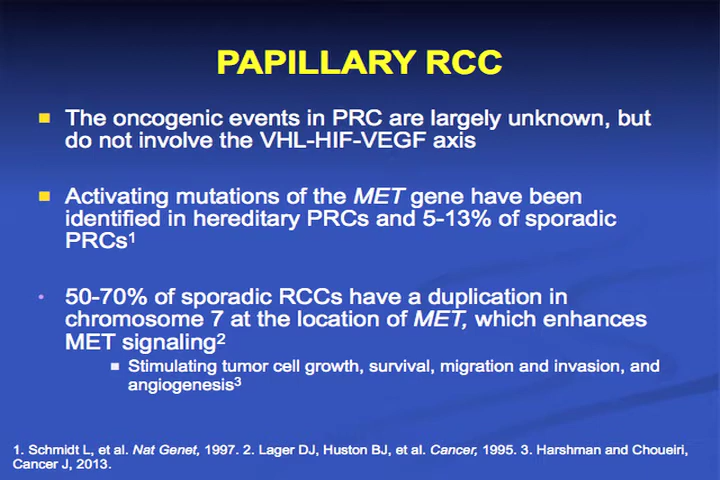 PAPILLARY RCC
The oncogenic events in PRC are largely unknown, but
do not involve the VHL-HIF-VEGF axis
Activating mutations of the MET gene have been
identified in hereditary PRCs and 5-13% of sporadic
PRCs1
50-70% of sporadic RCCs have a duplication in
chromosome 7 at the location of MET, which enhances
MET signaling2
Stimulating tumor cell growth, survival, migration and invasion, and
angiogenesis3
1. Schmidt L, et al. Nat Genet, 1997. 2. Lager DJ, Huston BJ, et al. Cancer, 1995. 3. Harshman and Choueiri,
Cancer J, 2013.